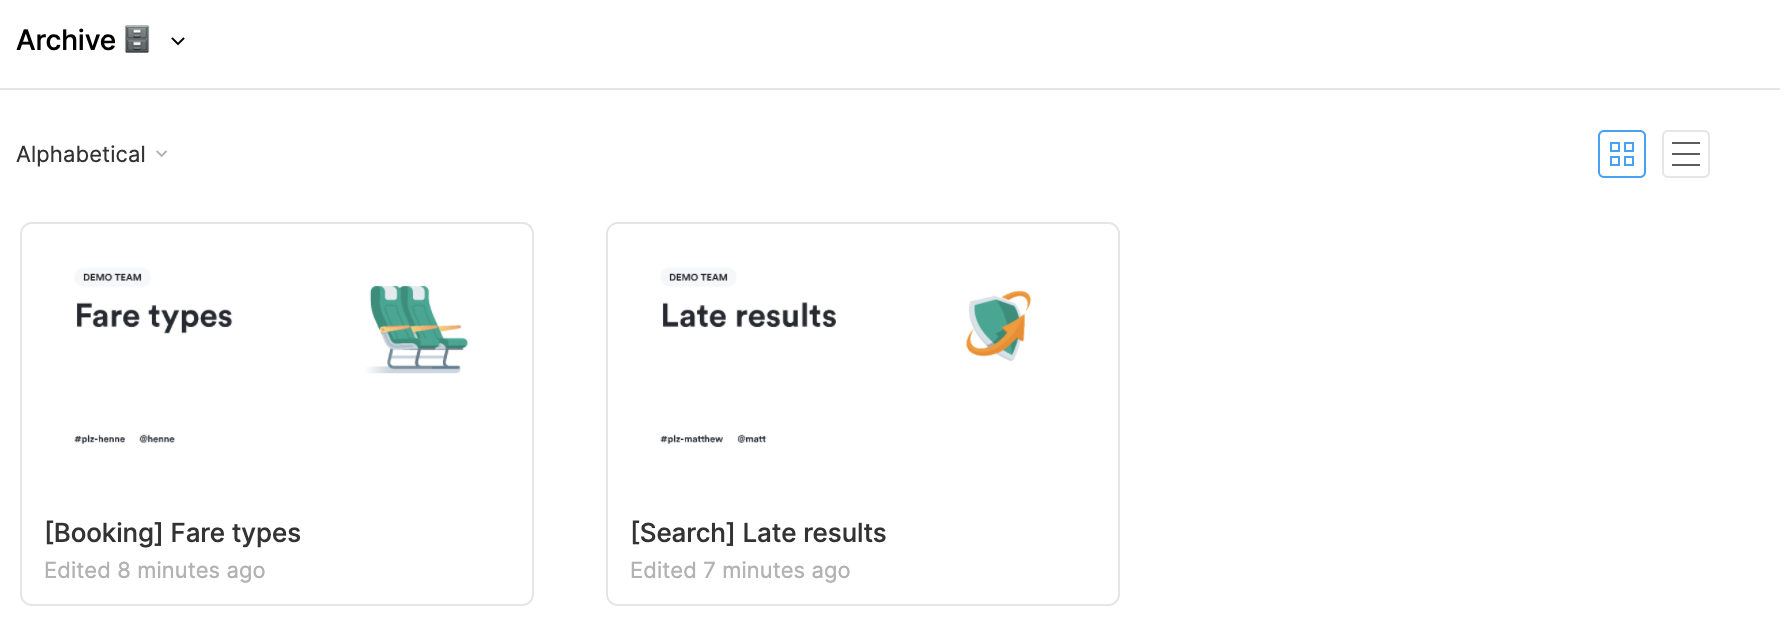 Archive
Alphabetical
DEMO TEAM
Fare types
#plz-henne @henne
[Booking] Fare types
Edited 8 minutes ago
DEMO TEAM
Late results
#plz-matthew @matt
[Search] Late results
Edited 7 minutes ago